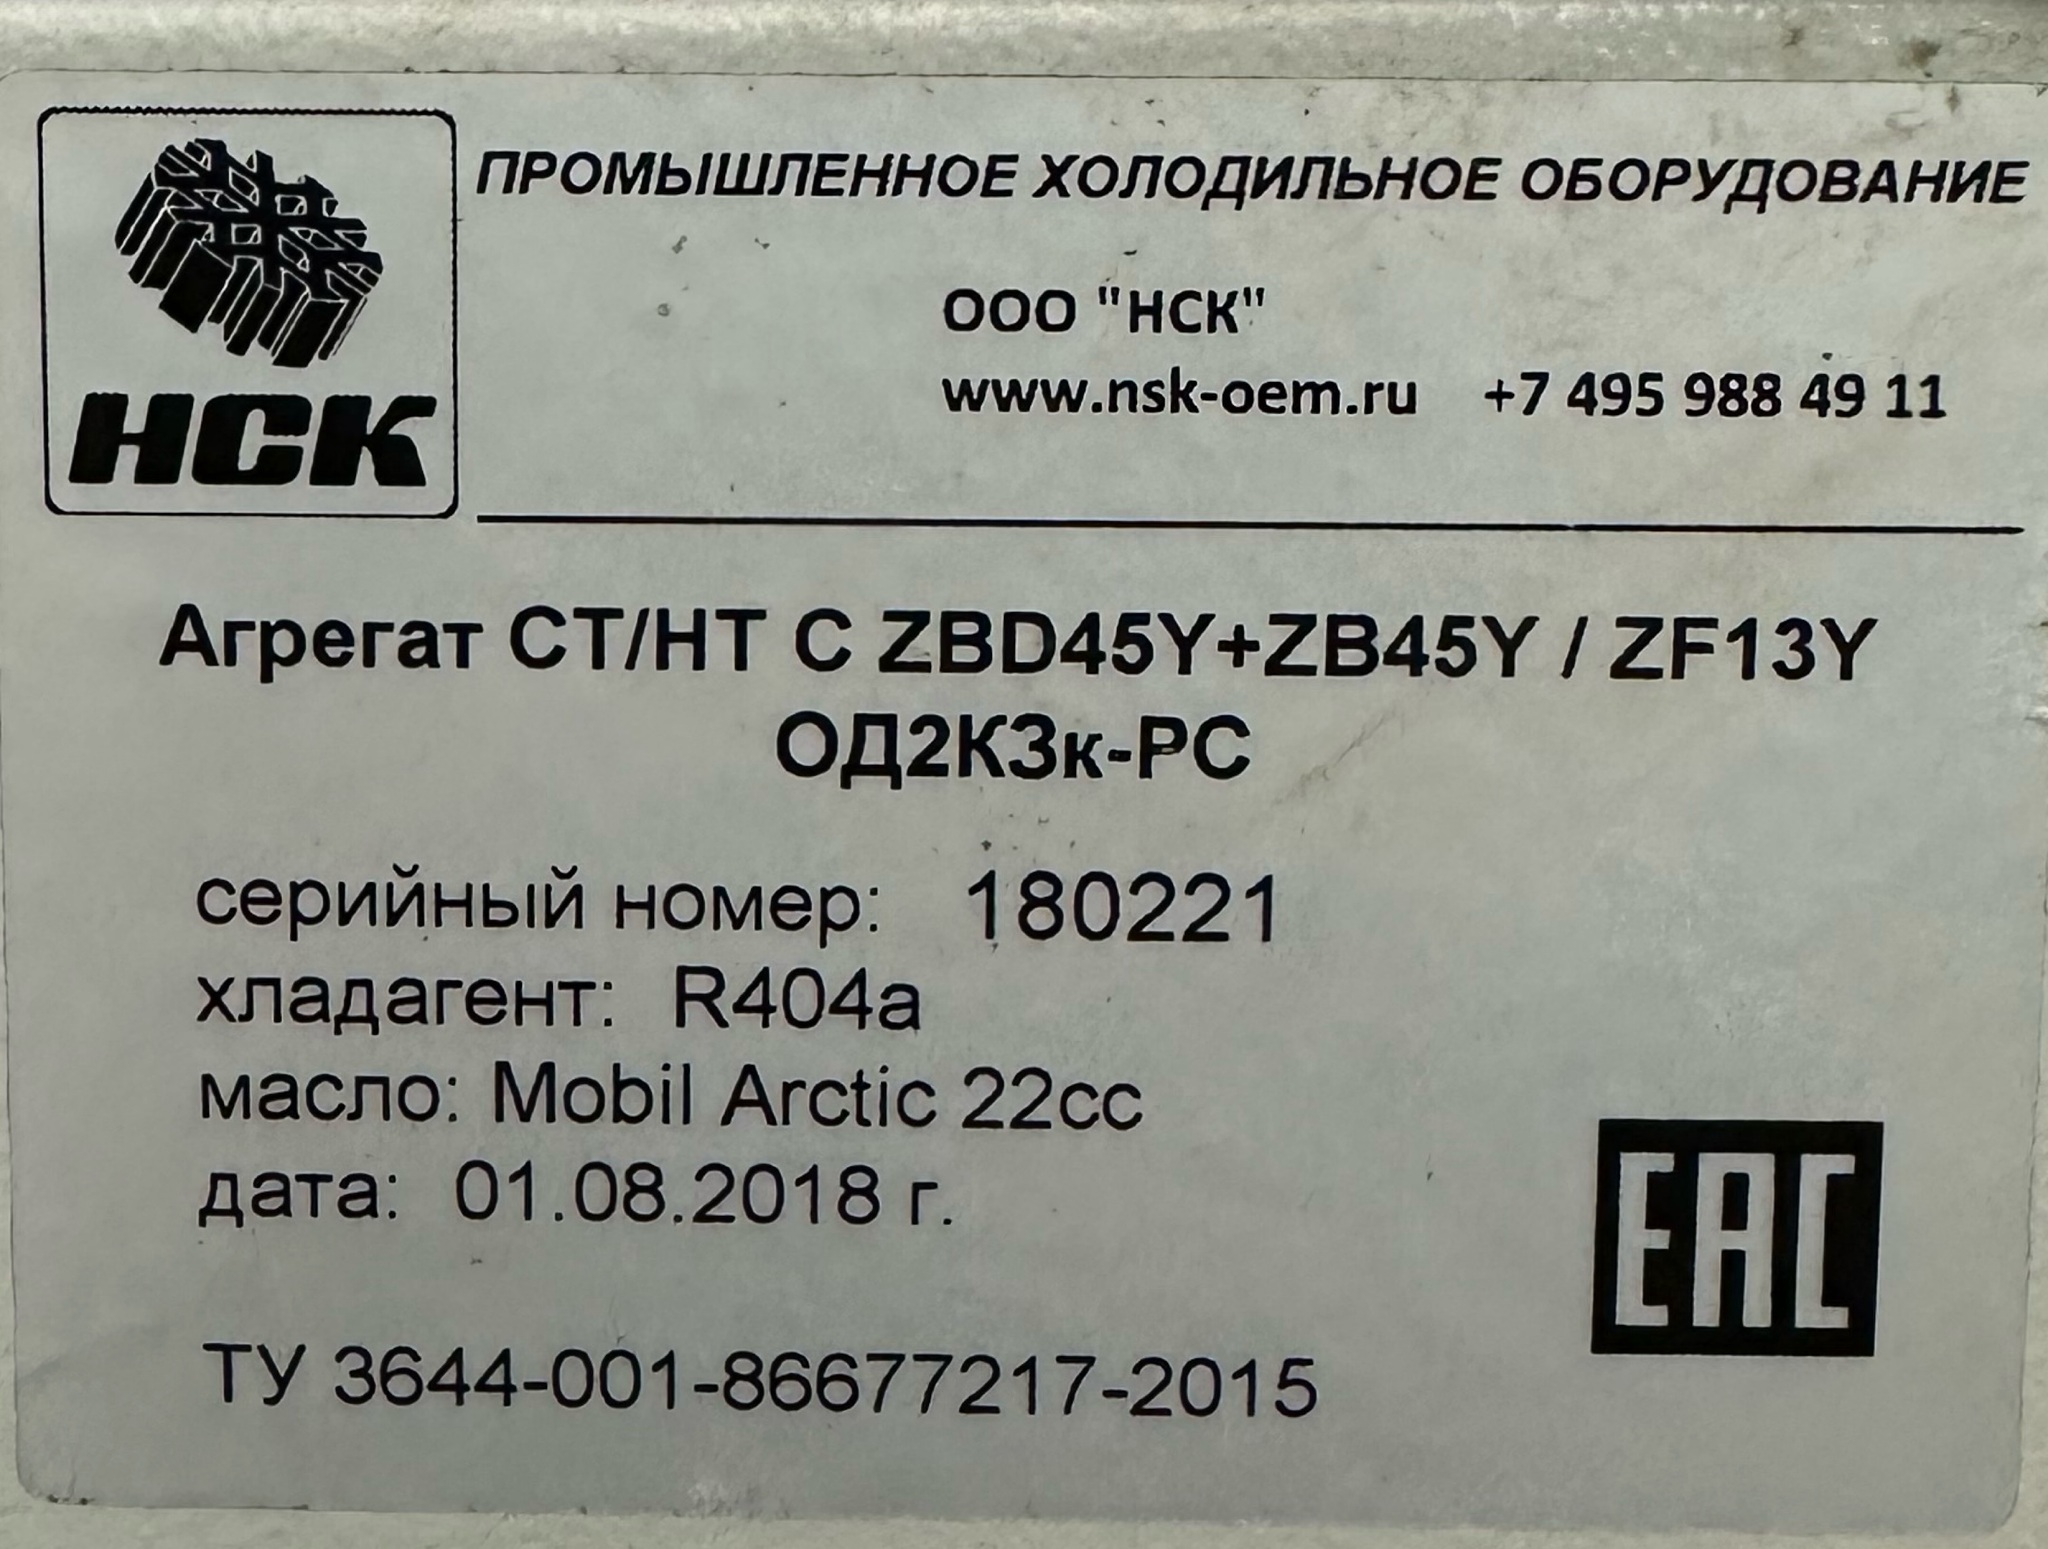 ПРОМЫШЛЕННОЕ ХОЛОДИЛЬНОЕ ОБОРУДОВАНИЕ
НСК
ООО "НСК"
www.nsk-oem.ru +7 495 988 49 11
Агрегат СТ/НТ С ZBD45Y+ZB45Y / ZF13Y
ОД2К3к-РС
серийный номер: 180221
хладагент: R404a
масло: Mobil Arctic 22cc
дата: 01.08.2018 г.
EAC
ТУ 3644-001-86677217-2015